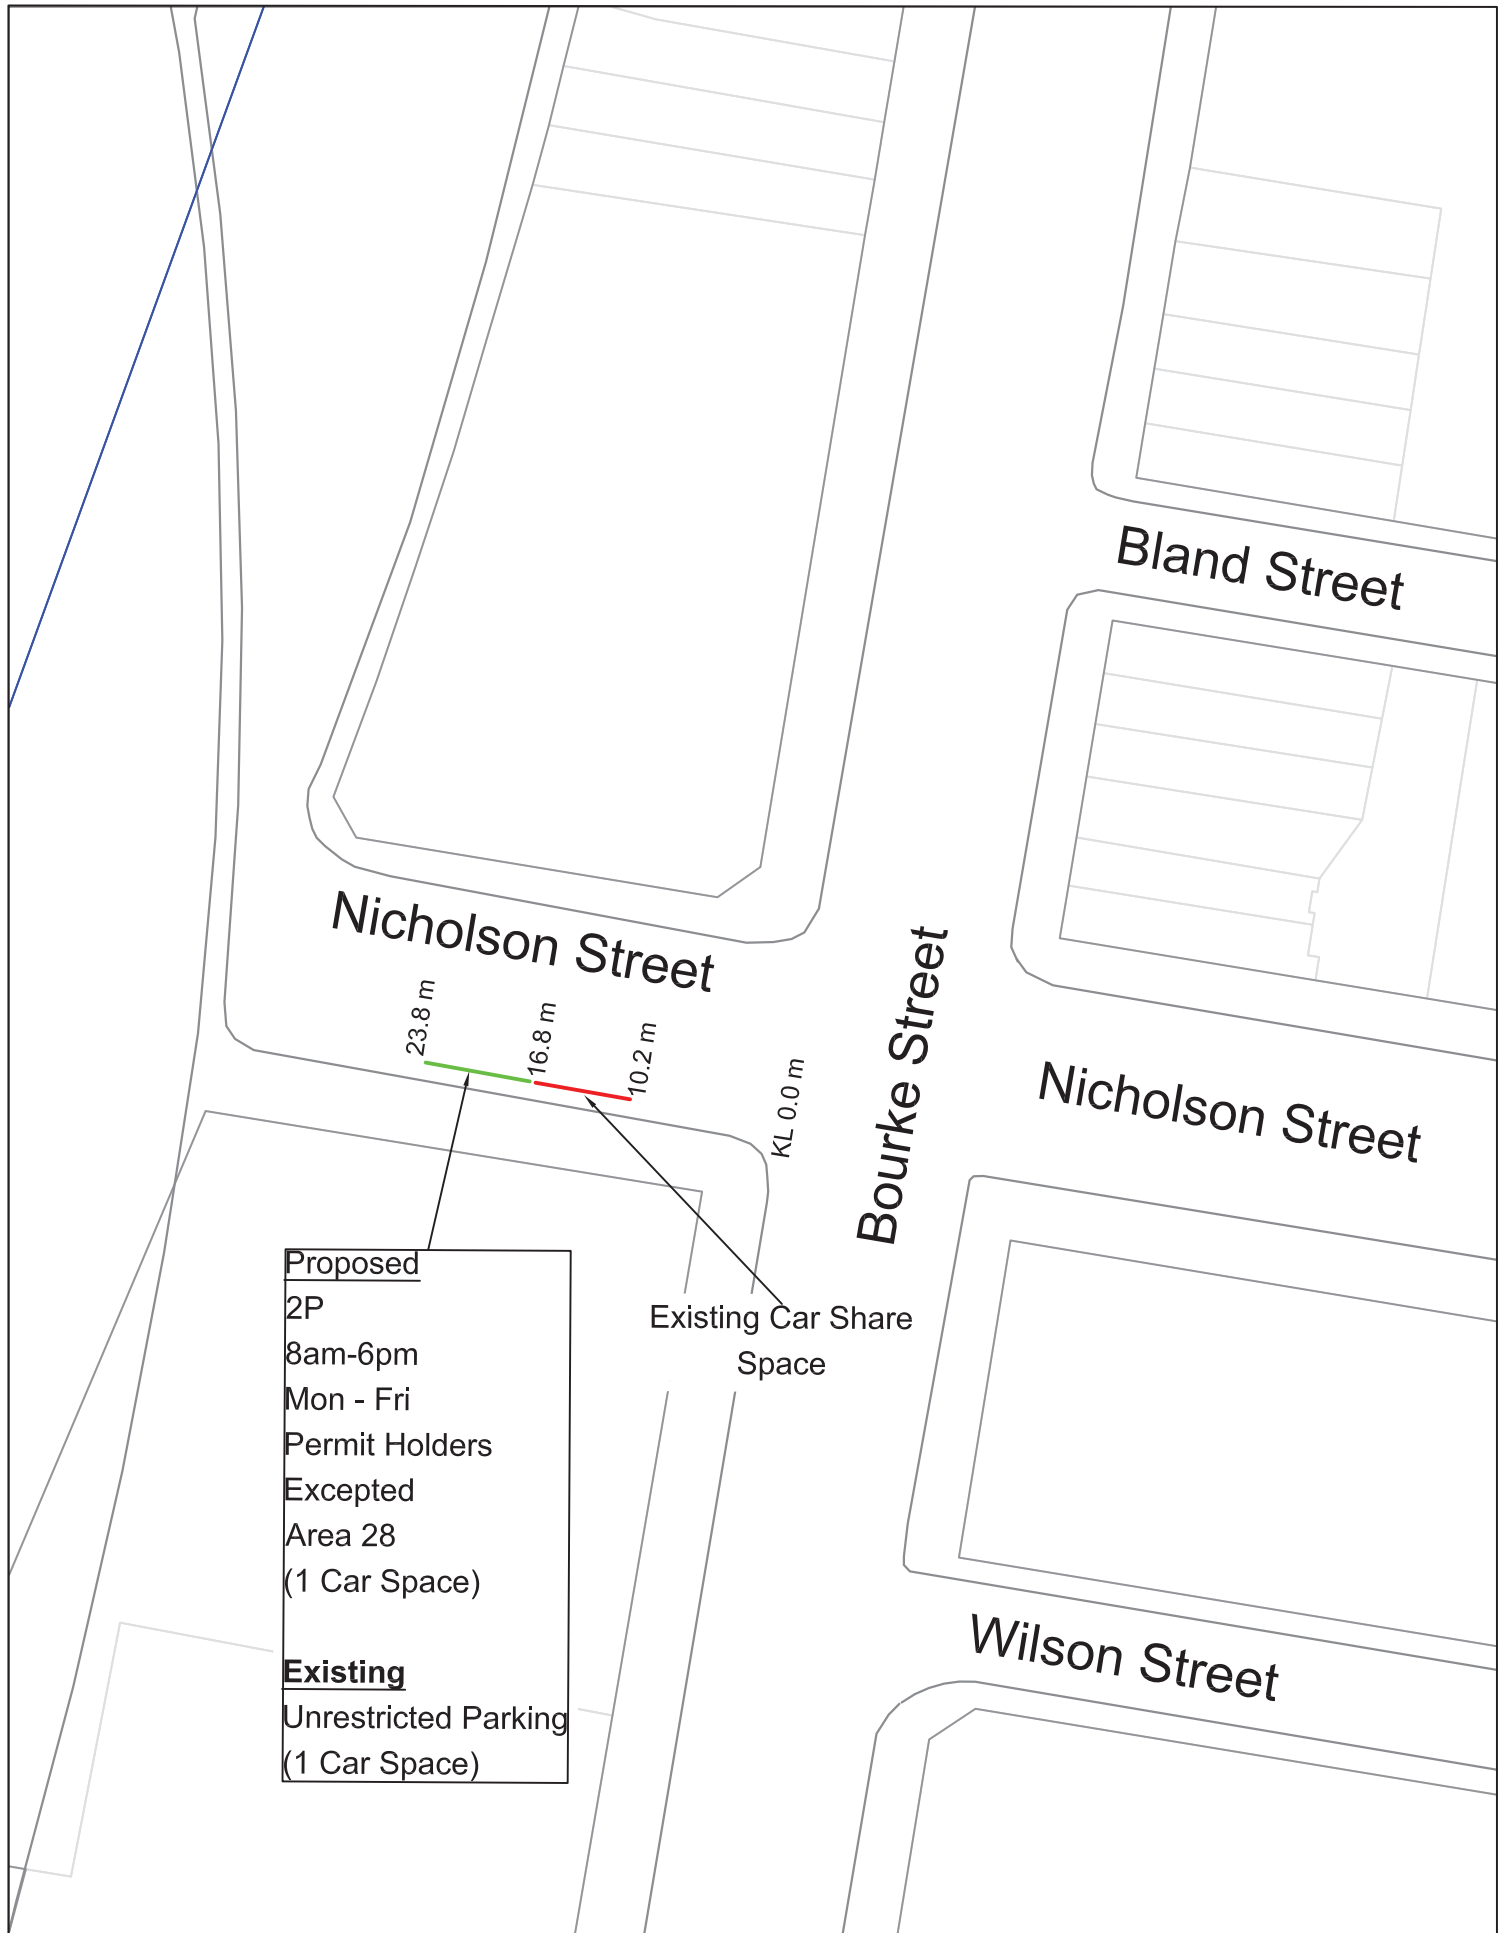 Bland Street
Nicholson Street
23.8 m
16.8 m
10.2 m
KL 0.0 m
Bourke Street
Nicholson Street
Proposed
2P
8am-6pm
Mon - Fri
Permit Holders
Excepted
Area 28
(1 Car Space)
Existing
Unrestricted Parking
(1 Car Space)
Existing Car Share
Space
Wilson Street